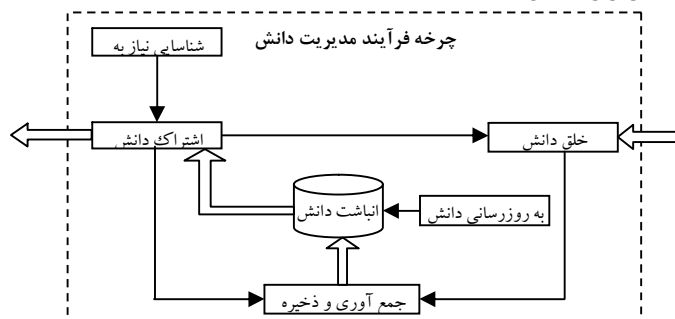 چرخه فرآیند مدیریت دانش
شناسایی نیاز به
خلق دانش
اشتراک دانش
انباشت دانش
به روزرسانی دانش
جمع آوری و ذخیره